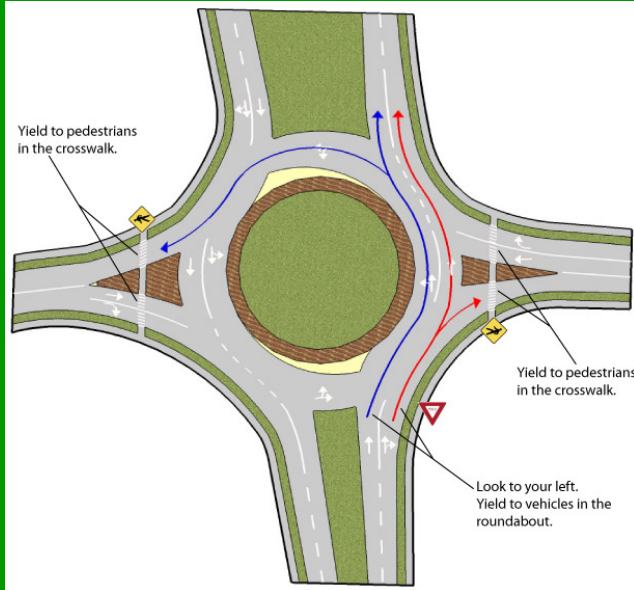 Yield to pedestrians
in the crosswalk.
Yield to pedestrians
in the crosswalk.
Look to your left.
Yield to vehicles in the
roundabout.